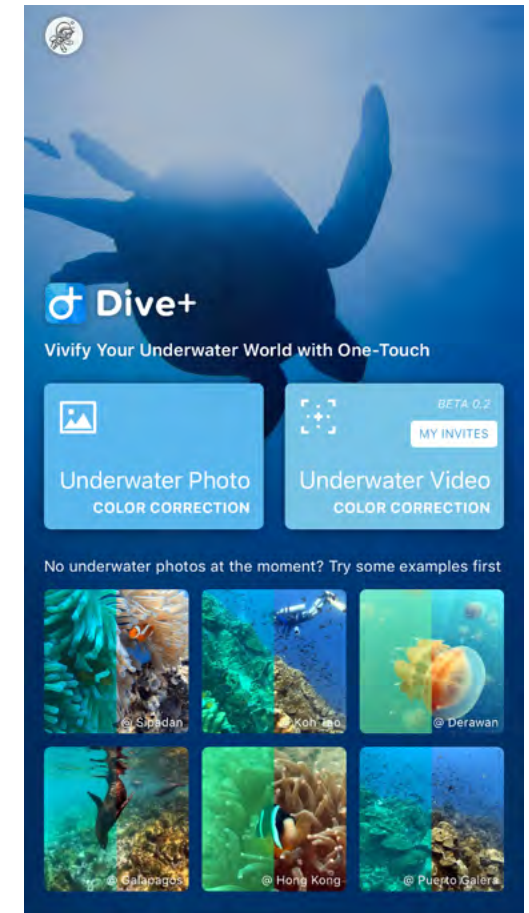 Dive+
Vivify Your Underwater World with One-Touch
BETA 0.2
MY INVITES
Underwater Photo
COLOR CORRECTION
Underwater Video
COLOR CORRECTION
No underwater photos at the moment? Try some examples first
@ Sipadan
@ Koh Tao
@ Derawan
@ Galapagos
@ Hong Kong
@ Puerto Galera